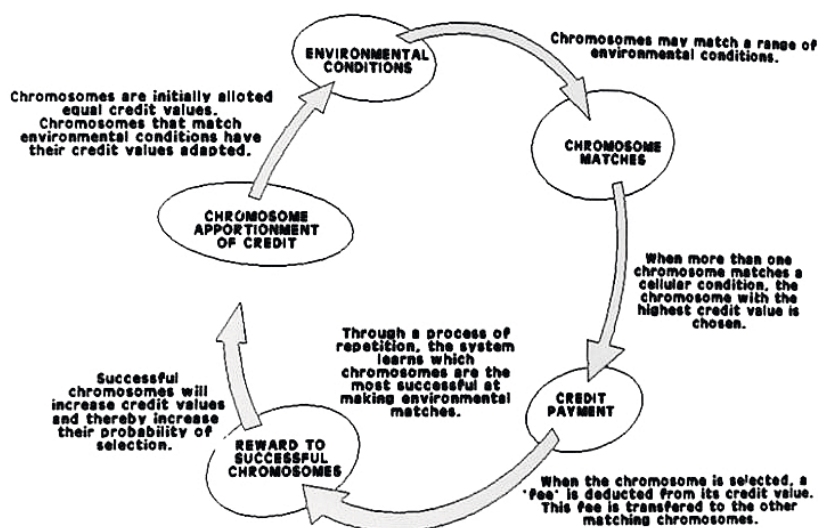 ENVIRONMENTAL
CONDITIONS
Chromosomes may match a range of
environmental conditions.
Chromosomes are initially alloted
equal credit values.
Chromosomes that match
environmental conditions have
their credit values adapted.
CHROMOSOME
MATCHES
CHROMOSOME
APPORTIONMENT
OF CREDIT
When more than one
chromosome matches a
cellular condition, the
chromosome with the
highest credit value is
chosen.
Through a process of
repetition, the system
learns which
chromosomes are the
most successful at
making environmental
matches.
Successful
chromosomes will
increase credit values
and thereby increase
their probability of
selection.
CREDIT
PAYMENT
REWARD TO
SUCCESSFUL
CHROMOSOMES
When the chromosome is selected, a
'fee' is deducted from its credit value.
This fee is transfered to the other
matching chromosomes.